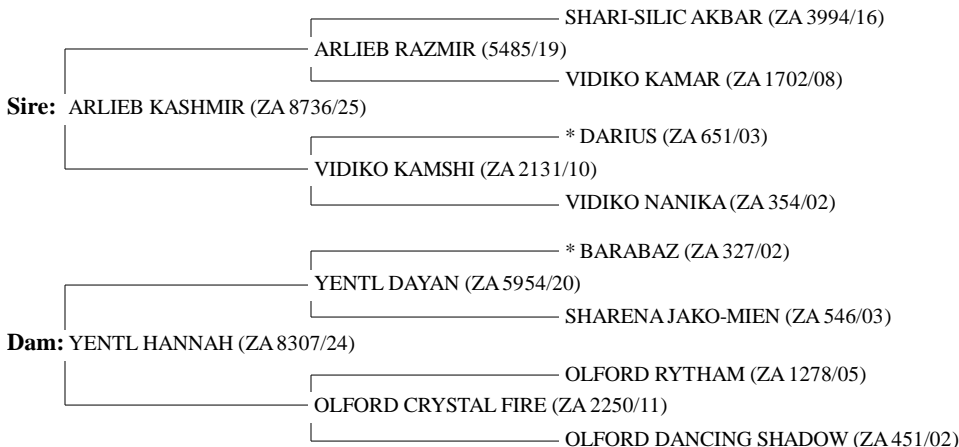 SHARI-SILIC AKBAR (ZA 3994/16)
ARLIEB RAZMIR (5485/19)
VIDIKO KAMAR (ZA 1702/08)
Sire: ARLIEB KASHMIR (ZA 8736/25)
* DARIUS (ZA 651/03)
VIDIKO KAMSHI (ZA 2131/10)
VIDIKO NANIKA (ZA 354/02)
* BARABAZ (ZA 327/02)
YENTL DAYAN (ZA 5954/20)
SHARENA JAKO-MIEN (ZA 546/03)
Dam: YENTL HANNAH (ZA 8307/24)
OLFORD RYTHAM (ZA 1278/05)
OLFORD CRYSTAL FIRE (ZA 2250/11)
OLFORD DANCING SHADOW (ZA 451/02)